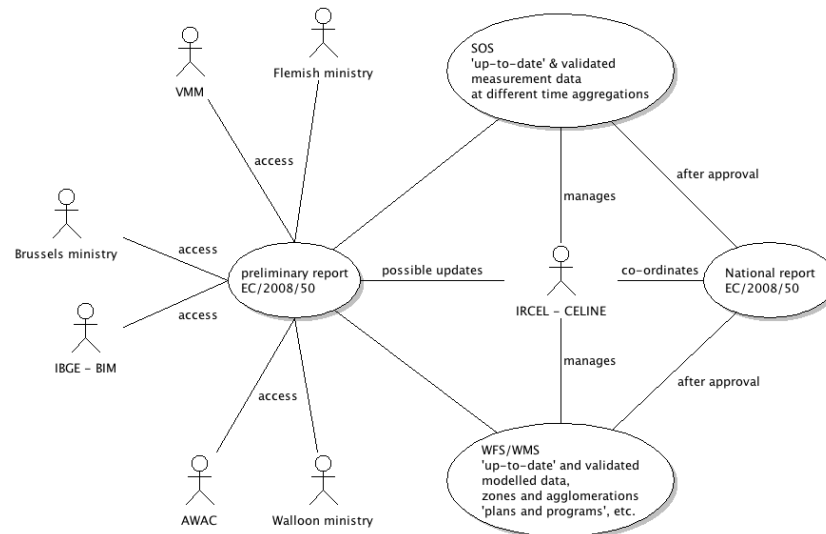 SOS
'up-to-date' & validated
measurement data
at different time aggregations
Flemish ministry
VMM
access
after approval
manages
Brussels ministry
access
preliminary report
EC/2008/50
possible updates
IRCEL - CELINE
co-ordinates
National report
EC/2008/50
access
IBGE - BIM
manages
after approval
access
WFS/WMS
'up-to-date' and validated
modelled data,
zones and agglomerations
'plans and programs', etc.
AWAC
Walloon ministry